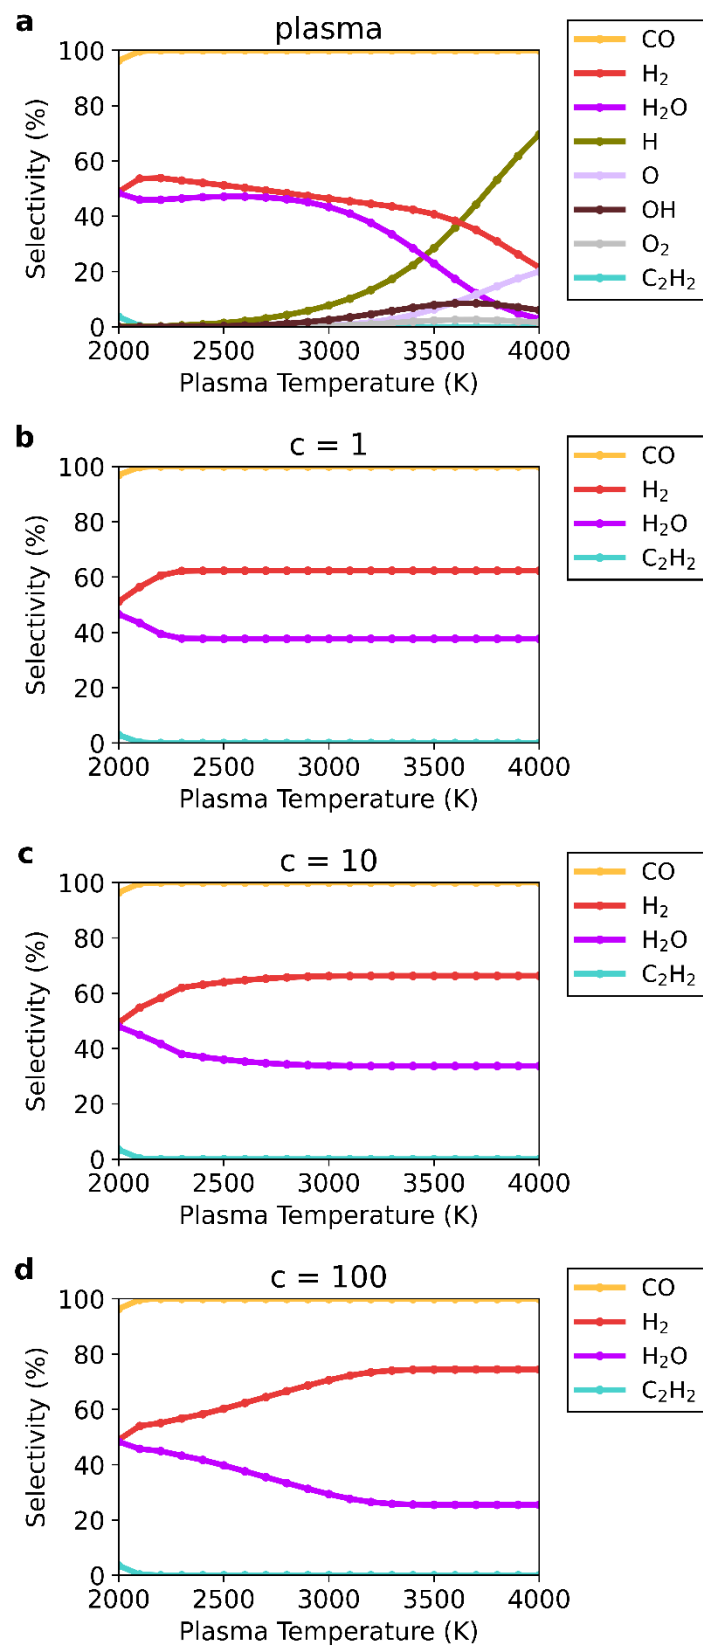 a
plasma
Selectivity (%)
100
80
60
40
20
0
2000 2500 3000 3500 4000
Plasma Temperature (K)
CO
H₂
H₂O
H
O
OH
O₂
C₂H₂
b
c = 1
Selectivity (%)
100
80
60
40
20
0
2000 2500 3000 3500 4000
Plasma Temperature (K)
CO
H₂
H₂O
C₂H₂
c
c = 10
Selectivity (%)
100
80
60
40
20
0
2000 2500 3000 3500 4000
Plasma Temperature (K)
CO
H₂
H₂O
C₂H₂
d
c = 100
Selectivity (%)
100
80
60
40
20
0
2000 2500 3000 3500 4000
Plasma Temperature (K)
CO
H₂
H₂O
C₂H₂